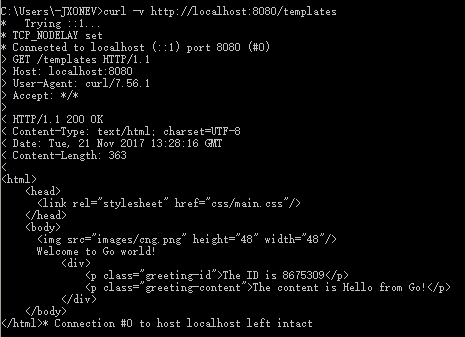 C:\Users\-JXONEV>curl -v http://localhost:8080/templates
*   Trying ::1...
* TCP_NODELAY set
* Connected to localhost (::1) port 8080 (#0)
> GET /templates HTTP/1.1
> Host: localhost:8080
> User-Agent: curl/7.56.1
> Accept: */*
>
< HTTP/1.1 200 OK
< Content-Type: text/html; charset=UTF-8
< Date: Tue, 21 Nov 2017 13:28:16 GMT
< Content-Length: 363
<
<html>
    <head>
      <link rel="stylesheet" href="css/main.css"/>
    </head>
    <body>
      <img src="images/cng.png" height="48" width="48"/>
      Welcome to Go world!
          <div>
              <p class="greeting-id">The ID is 8675309</p>
              <p class="greeting-content">The content is Hello from Go!</p>
          </div>
    </body>
</html>* Connection #0 to host localhost left intact